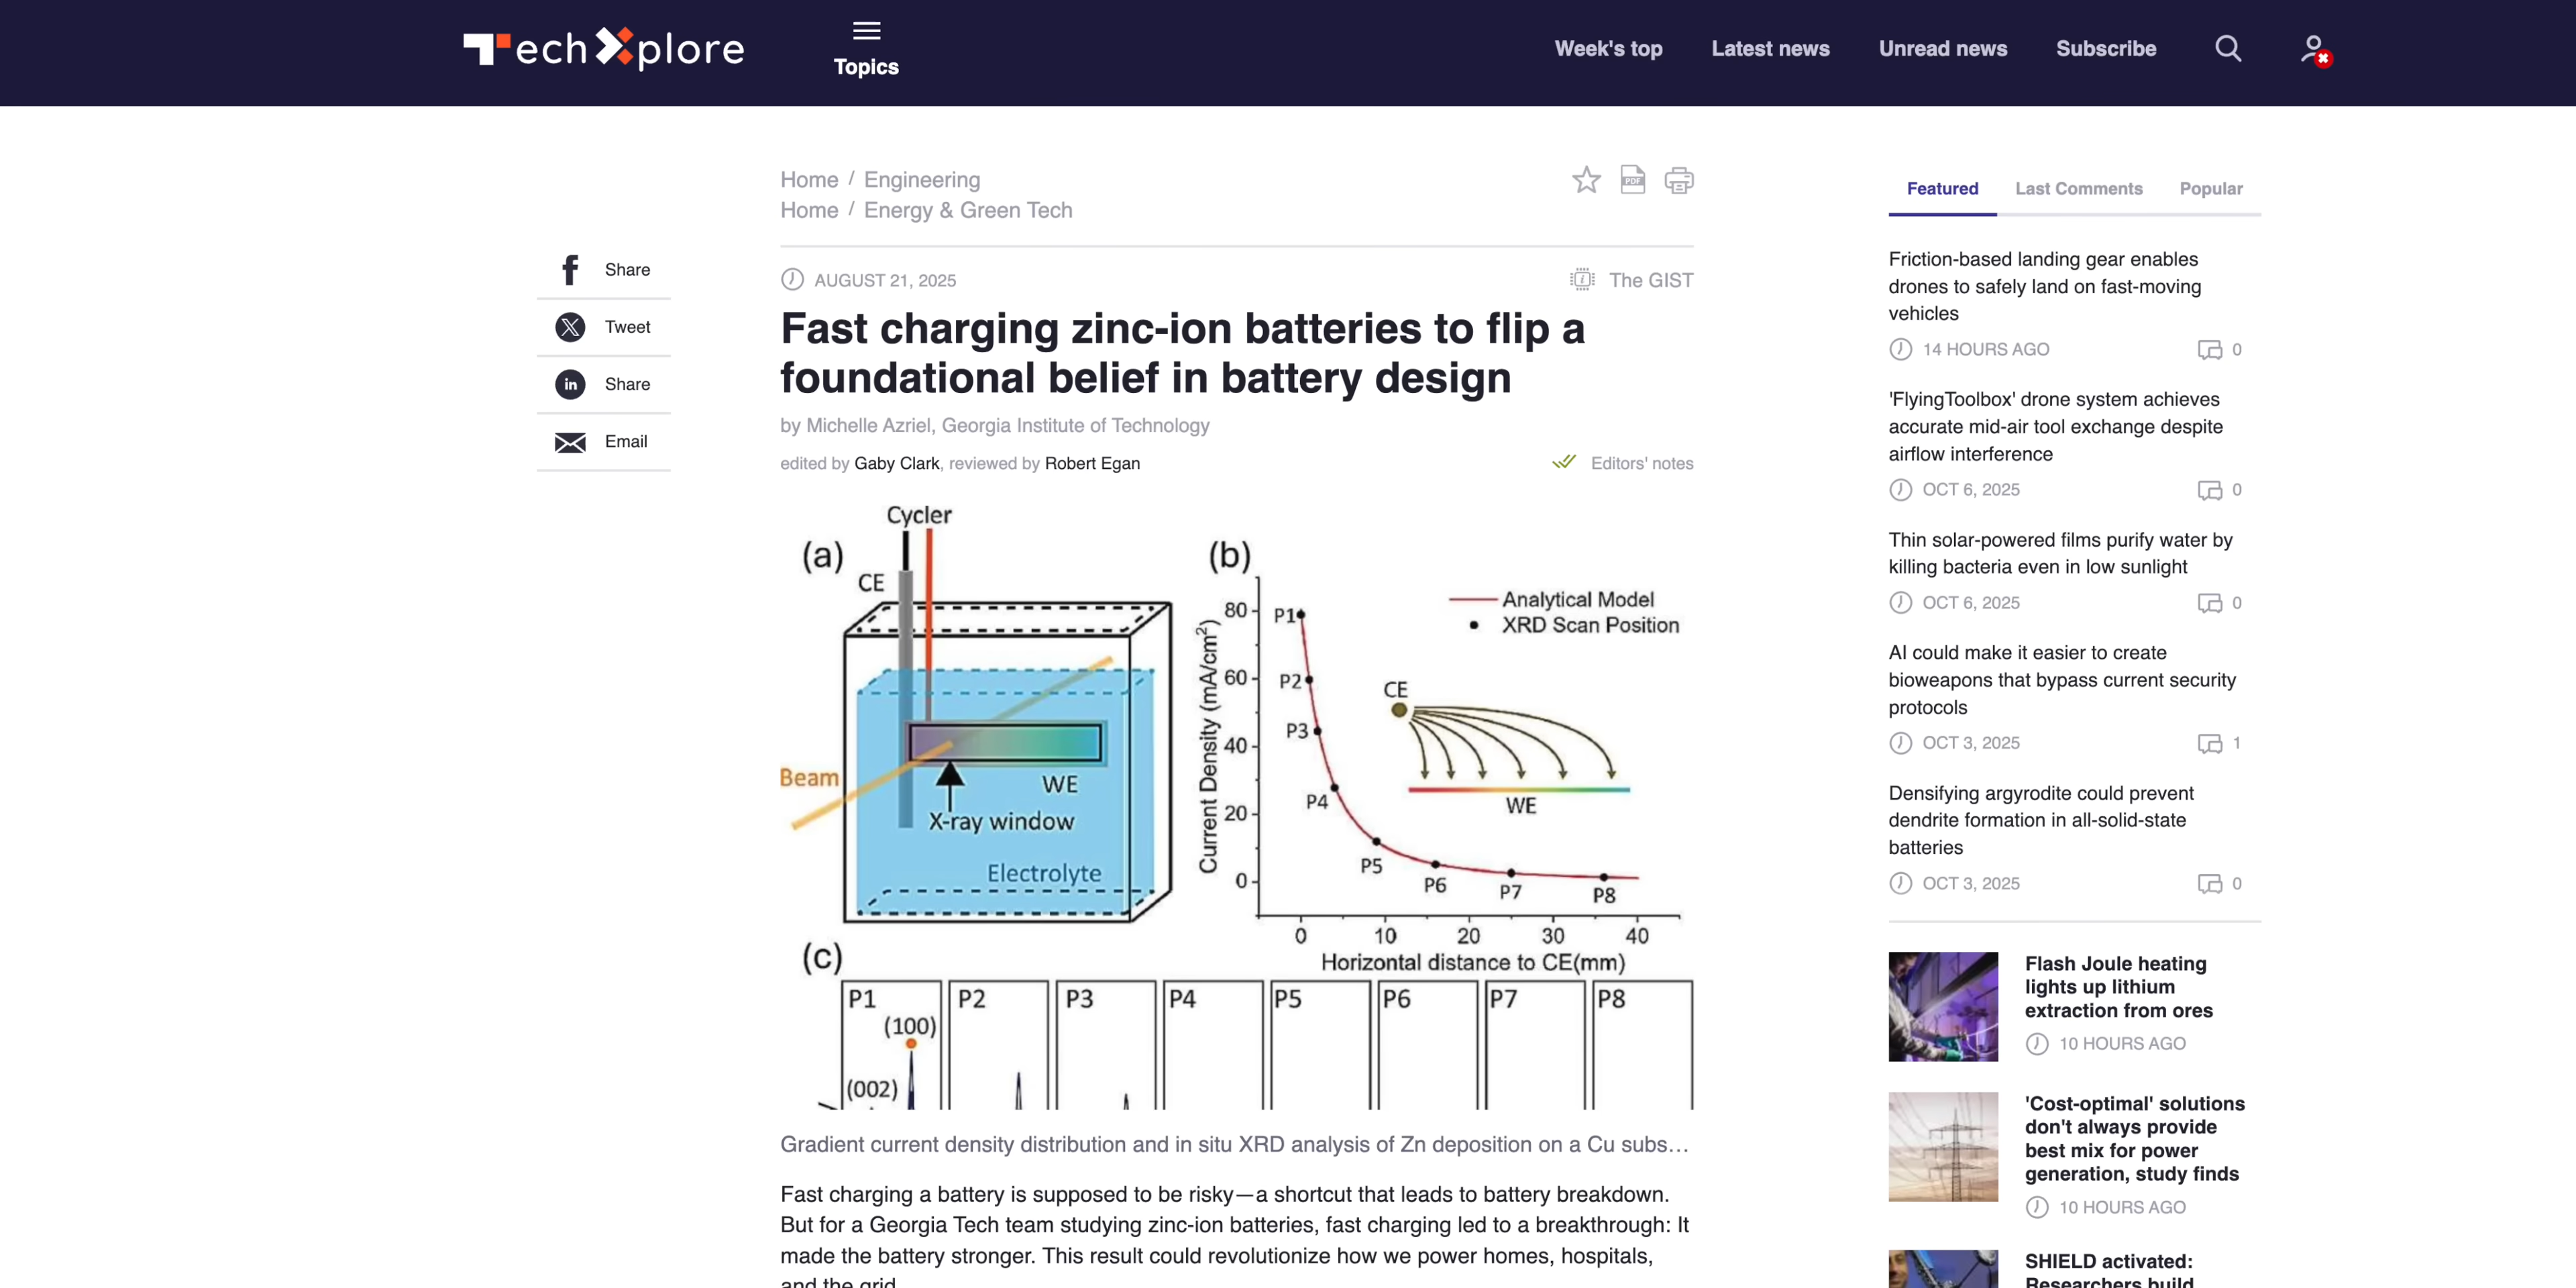 TechXplore
Topics
Week's top
Latest news
Unread news
Subscribe
Home / Engineering
Home / Energy & Green Tech
PDF
Share
Tweet
Share
Email
AUGUST 21, 2025
The GIST
Fast charging zinc-ion batteries to flip a
foundational belief in battery design
by Michelle Azriel, Georgia Institute of Technology
edited by Gaby Clark, reviewed by Robert Egan
Editors' notes
Cycler
(a)
CE
Beam
WE
X-ray window
Electrolyte
(b)
Current Density (mA/cm²)
80
60
40
20
0
P1
P2
P3
P4
P5
P6
P7
P8
Analytical Model
XRD Scan Position
CE
WE
0 10 20 30 40
Horizontal distance to CE(mm)
(c)
P1 P2 P3 P4 P5 P6 P7 P8
(100)
(002)
Gradient current density distribution and in situ XRD analysis of Zn deposition on a Cu subs...
Fast charging a battery is supposed to be risky—a shortcut that leads to battery breakdown.
But for a Georgia Tech team studying zinc-ion batteries, fast charging led to a breakthrough: It
made the battery stronger. This result could revolutionize how we power homes, hospitals,
and the grid
Featured
Last Comments
Popular
Friction-based landing gear enables
drones to safely land on fast-moving
vehicles
14 HOURS AGO
0
'FlyingToolbox' drone system achieves
accurate mid-air tool exchange despite
airflow interference
OCT 6, 2025
0
Thin solar-powered films purify water by
killing bacteria even in low sunlight
OCT 6, 2025
0
AI could make it easier to create
bioweapons that bypass current security
protocols
OCT 3, 2025
1
Densifying argyrodite could prevent
dendrite formation in all-solid-state
batteries
OCT 3, 2025
0
Flash Joule heating
lights up lithium
extraction from ores
10 HOURS AGO
'Cost-optimal' solutions
don't always provide
best mix for power
generation, study finds
10 HOURS AGO
SHIELD activated:
Researchers build